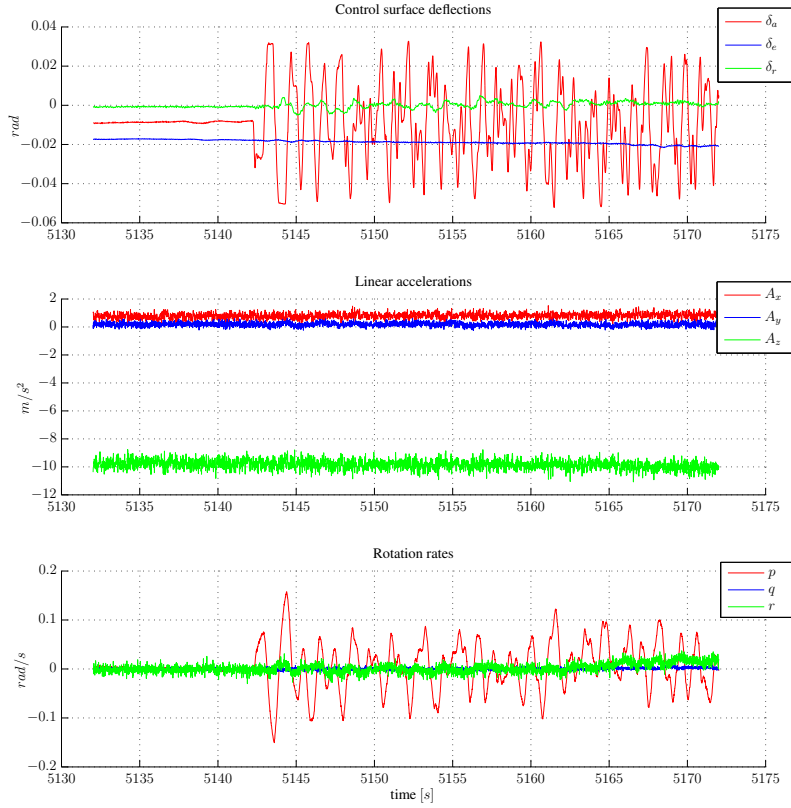 Control surface deflections
0.04
0.02
0
−0.02
−0.04
−0.06
rad
5130 5135 5140 5145 5150 5155 5160 5165 5170 5175
δₐ
δₑ
δᵣ
Linear accelerations
2
0
−2
−4
−6
−8
−10
−12
m/s²
5130 5135 5140 5145 5150 5155 5160 5165 5170 5175
Aₓ
A_y
A_z
Rotation rates
0.2
0.1
0
−0.1
−0.2
rad/s
5130 5135 5140 5145 5150 5155 5160 5165 5170 5175
time [s]
p
q
r